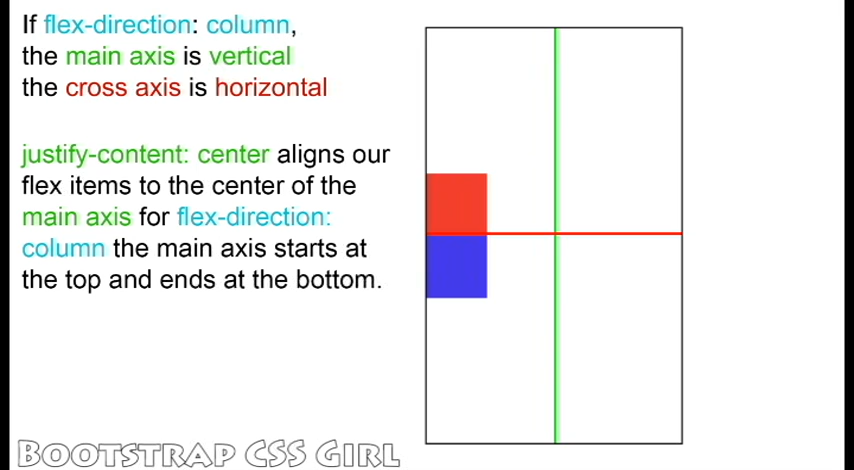 If flex-direction: column,
the main axis is vertical
the cross axis is horizontal
justify-content: center aligns our
flex items to the center of the
main axis for flex-direction:
column the main axis starts at
the top and ends at the bottom.
Bootstrap CSS Girl